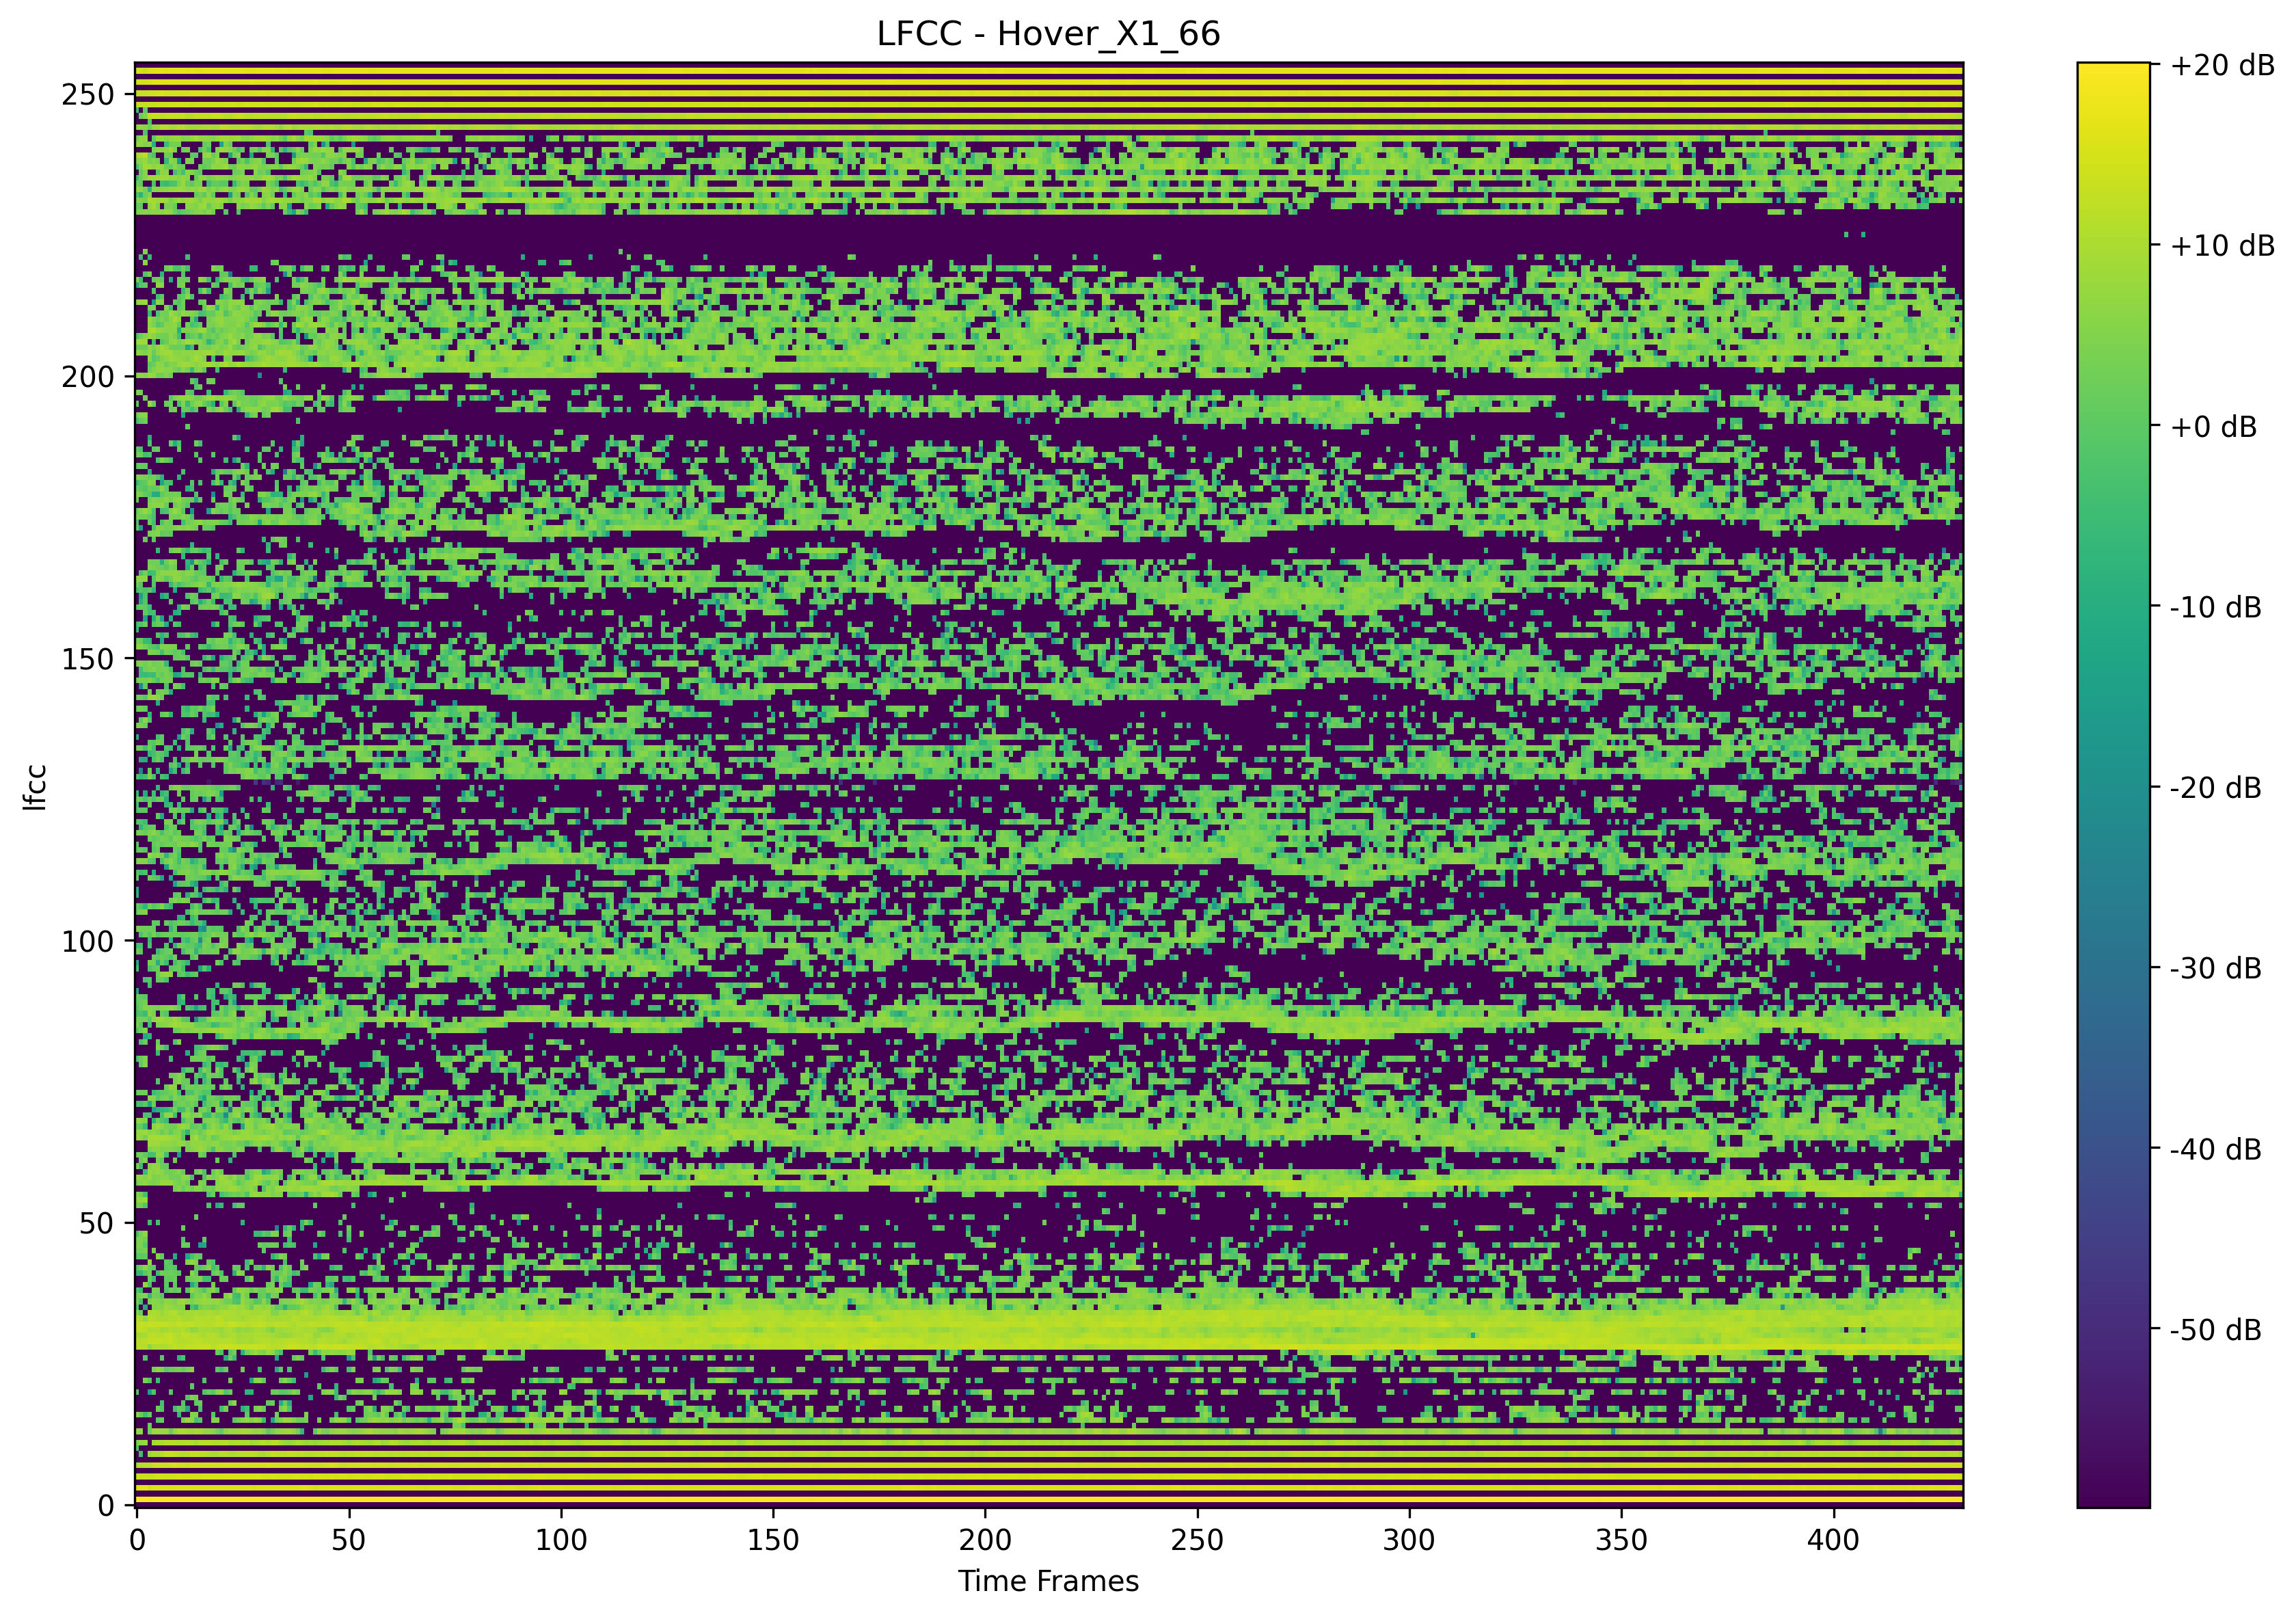 LFCC - Hover_X1_66
lfcc
250
200
150
100
50
0
0 50 100 150 200 250 300 350 400
Time Frames
+20 dB
+10 dB
+0 dB
-10 dB
-20 dB
-30 dB
-40 dB
-50 dB